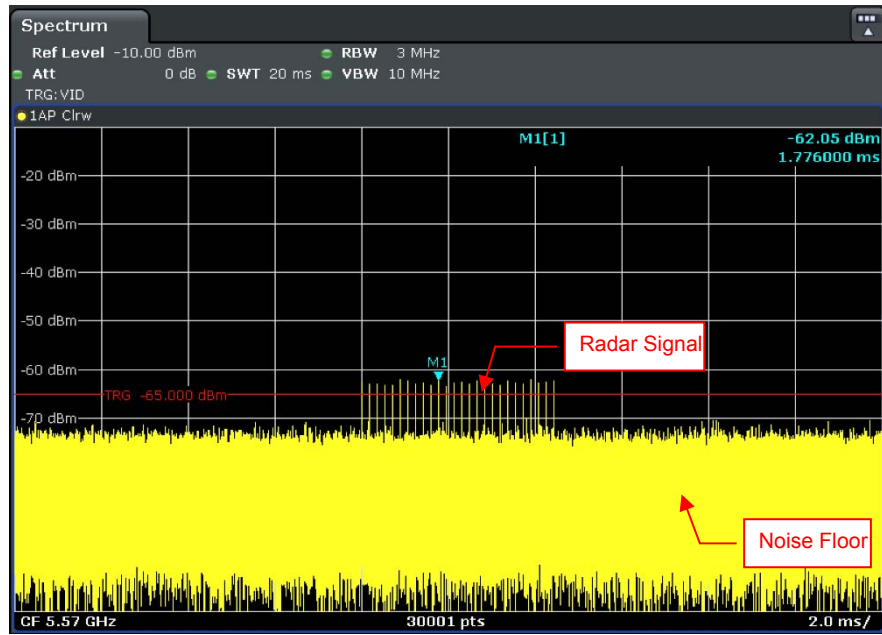 Spectrum
Ref Level -10.00 dBm RBW 3 MHz
Att 0 dB SWT 20 ms VBW 10 MHz
TRG:VID
1AP Clrw
M1[1] -62.05 dBm
1.776000 ms
-20 dBm
-30 dBm
-40 dBm
-50 dBm
Radar Signal
M1
-60 dBm
TRG -65.000 dBm
-70 dBm
Noise Floor
CF 5.57 GHz 30001 pts 2.0 ms/